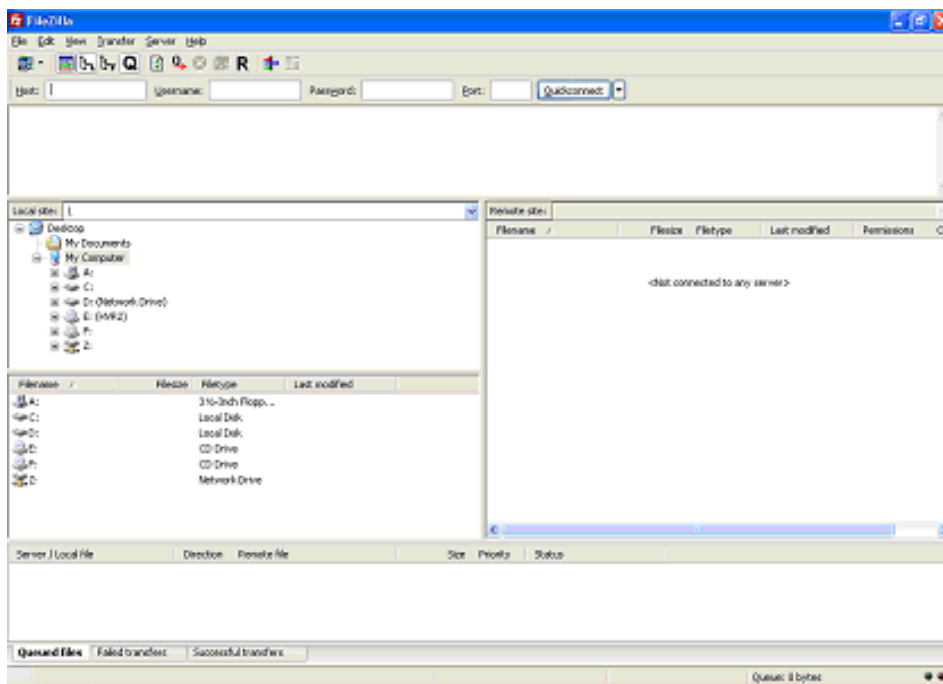 FileZilla
File Edit View Transfer Server Help
R
Host: Username: Password: Port: Quickconnect
Local site: \ Remote site:
Desktop
My Documents
My Computer
A:
C:
D: (Network Drive)
E: (HVR2)
F:
Z:
Filename / Filesize Filetype Last modified Permissions
<Not connected to any server>
Filename / Filesize Filetype Last modified
A: 3½-Inch Flopp...
C: Local Disk
D: Local Disk
E: CD Drive
F: CD Drive
Network Drive
Server / Local file Direction Remote file Size Priority Status
Queued files Failed transfers Successful transfers
Queue: 0 bytes